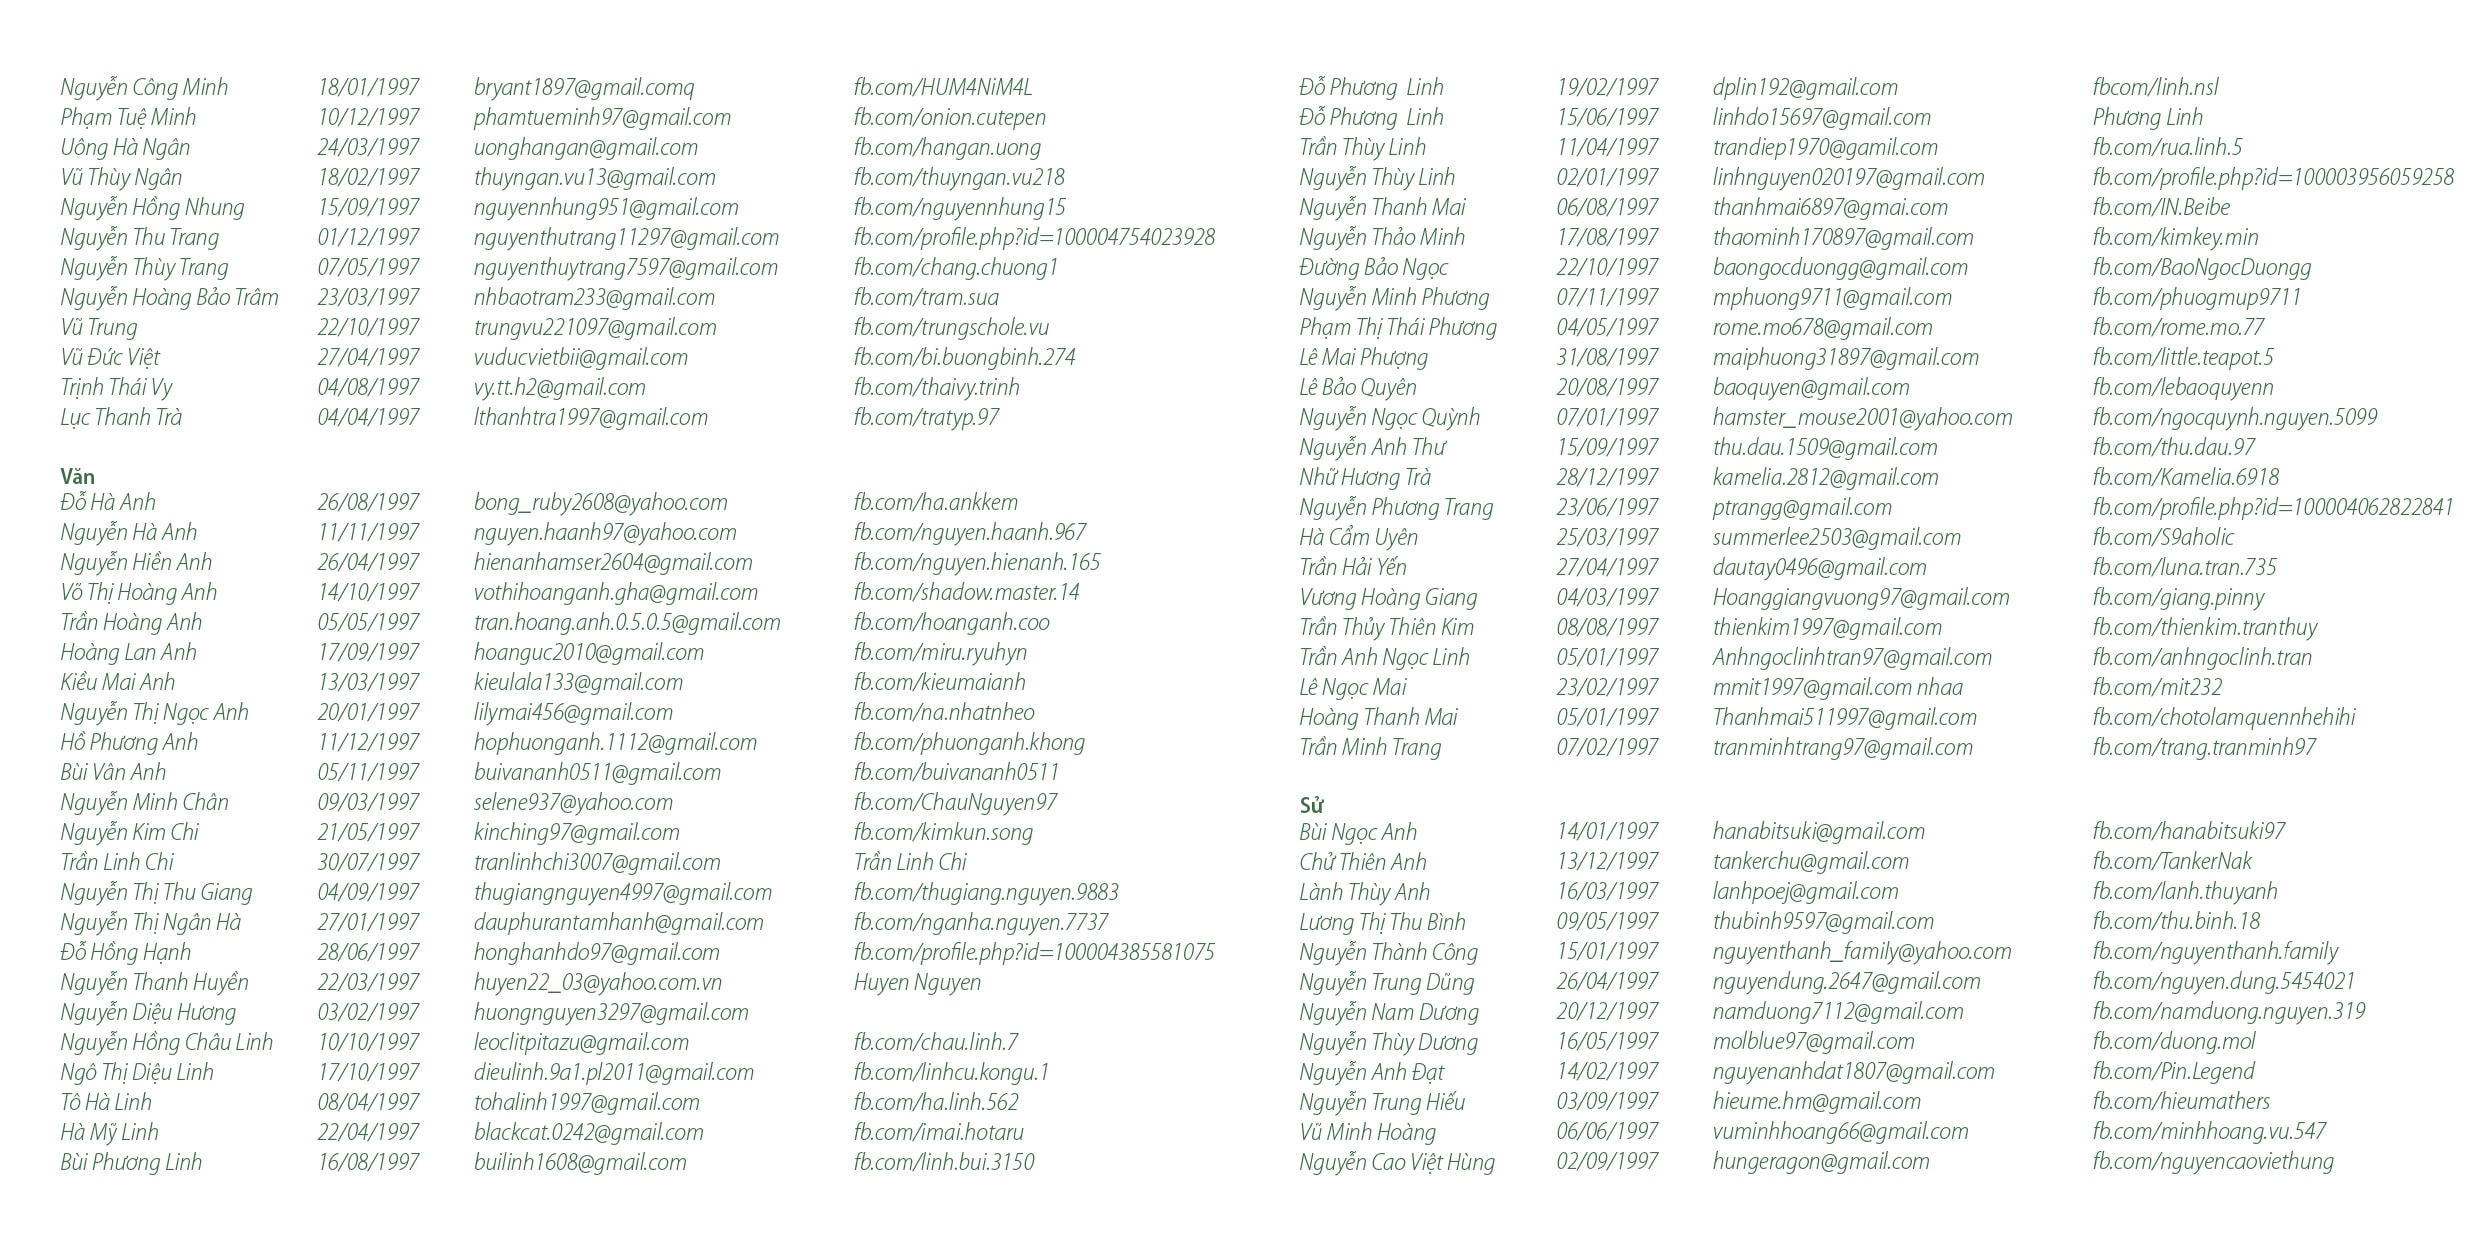 Nguyễn Công Minh 18/01/1997 bryant1897@gmail.comq fb.com/HUM4NiM4L
Phạm Tuệ Minh 10/12/1997 phamtueminh97@gmail.com fb.com/onion.cutepen
Uông Hà Ngân 24/03/1997 uonghangan@gmail.com fb.com/hangan.uong
Vũ Thùy Ngân 18/02/1997 thuyngan.vu13@gmail.com fb.com/thuyngan.vu218
Nguyễn Hồng Nhung 15/09/1997 nguyennhung951@gmail.com fb.com/nguyennhung15
Nguyễn Thu Trang 01/12/1997 nguyenthutrang11297@gmail.com fb.com/profile.php?id=100004754023928
Nguyễn Thùy Trang 07/05/1997 nguyenthuytrang7597@gmail.com fb.com/chang.chuong1
Nguyễn Hoàng Bảo Trâm 23/03/1997 nhbaotram233@gmail.com fb.com/tram.sua
Vũ Trung 22/10/1997 trungvu221097@gmail.com fb.com/trungschole.vu
Vũ Đức Việt 27/04/1997 vuducvietbii@gmail.com fb.com/bi.buongbinh.274
Trịnh Thái Vy 04/08/1997 vy.tt.h2@gmail.com fb.com/thaivy.trinh
Lục Thanh Trà 04/04/1997 lthanhtra1997@gmail.com fb.com/tratyp.97
Văn
Đỗ Hà Anh 26/08/1997 bong_ruby2608@yahoo.com fb.com/ha.ankkem
Nguyễn Hà Anh 11/11/1997 nguyen.haanh97@yahoo.com fb.com/nguyen.haanh.967
Nguyễn Hiền Anh 26/04/1997 hienanhamser2604@gmail.com fb.com/nguyen.hienanh.165
Võ Thị Hoàng Anh 14/10/1997 vothihoanganh.gha@gmail.com fb.com/shadow.master.14
Trần Hoàng Anh 05/05/1997 tran.hoang.anh.0.5.0.5@gmail.com fb.com/hoanganh.coo
Hoàng Lan Anh 17/09/1997 hoanguc2010@gmail.com fb.com/miru.ryuhyn
Kiều Mai Anh 13/03/1997 kieulala133@gmail.com fb.com/kieumaianh
Nguyễn Thị Ngọc Anh 20/01/1997 lilymai456@gmail.com fb.com/na.nhatnheo
Hồ Phương Anh 11/12/1997 hophuonganh.1112@gmail.com fb.com/phuonganh.khong
Bùi Vân Anh 05/11/1997 buivananh0511@gmail.com fb.com/buivananh0511
Nguyễn Minh Chân 09/03/1997 selene937@yahoo.com fb.com/ChauNguyen97
Nguyễn Kim Chi 21/05/1997 kinching97@gmail.com fb.com/kimkun.song
Trần Linh Chi 30/07/1997 tranlinhchi3007@gmail.com Trần Linh Chi
Nguyễn Thị Thu Giang 04/09/1997 thugiangnguyen4997@gmail.com fb.com/thugiang.nguyen.9883
Nguyễn Thị Ngân Hà 27/01/1997 dauphurantamhanh@gmail.com fb.com/nganha.nguyen.7737
Đỗ Hồng Hạnh 28/06/1997 honghanhdo97@gmail.com fb.com/profile.php?id=100004385581075
Nguyễn Thanh Huyền 22/03/1997 huyen22_03@yahoo.com.vn Huyen Nguyen
Nguyễn Diệu Hương 03/02/1997 huongnguyen3297@gmail.com
Nguyễn Hồng Châu Linh 10/10/1997 leoclitpitazu@gmail.com fb.com/chau.linh.7
Ngô Thị Diệu Linh 17/10/1997 dieulinh.9a1.pl2011@gmail.com fb.com/linhcu.kongu.1
Tô Hà Linh 08/04/1997 tohalinh1997@gmail.com fb.com/ha.linh.562
Hà Mỹ Linh 22/04/1997 blackcat.0242@gmail.com fb.com/imai.hotaru
Bùi Phương Linh 16/08/1997 builinh1608@gmail.com fb.com/linh.bui.3150
Đỗ Phương Linh 19/02/1997 dplin192@gmail.com fbcom/linh.nsl
Đỗ Phương Linh 15/06/1997 linhdo15697@gmail.com Phương Linh
Trần Thùy Linh 11/04/1997 trandiep1970@gamil.com fb.com/rua.linh.5
Nguyễn Thùy Linh 02/01/1997 linhnguyen020197@gmail.com fb.com/profile.php?id=100003956059258
Nguyễn Thanh Mai 06/08/1997 thanhmai6897@gmai.com fb.com/IN.Beibe
Nguyễn Thảo Minh 17/08/1997 thaominh170897@gmail.com fb.com/kimkey.min
Đường Bảo Ngọc 22/10/1997 baongocduongg@gmail.com fb.com/BaoNgocDuongg
Nguyễn Minh Phương 07/11/1997 mphuong9711@gmail.com fb.com/phuogmup9711
Phạm Thị Thái Phương 04/05/1997 rome.mo678@gmail.com fb.com/rome.mo.77
Lê Mai Phượng 31/08/1997 maiphuong31897@gmail.com fb.com/little.teapot.5
Lê Bảo Quyên 20/08/1997 baoquyen@gmail.com fb.com/lebaoquyenn
Nguyễn Ngọc Quỳnh 07/01/1997 hamster_mouse2001@yahoo.com fb.com/ngocquynh.nguyen.5099
Nguyễn Anh Thư 15/09/1997 thu.dau.1509@gmail.com fb.com/thu.dau.97
Nhữ Hương Trà 28/12/1997 kamelia.2812@gmail.com fb.com/Kamelia.6918
Nguyễn Phương Trang 23/06/1997 ptrangg@gmail.com fb.com/profile.php?id=100004062822841
Hà Cẩm Uyên 25/03/1997 summerlee2503@gmail.com fb.com/S9aholic
Trần Hải Yến 27/04/1997 dautay0496@gmail.com fb.com/luna.tran.735
Vương Hoàng Giang 04/03/1997 Hoanggiangvuong97@gmail.com fb.com/giang.pinny
Trần Thủy Thiên Kim 08/08/1997 thienkim1997@gmail.com fb.com/thienkim.tranthuy
Trần Anh Ngọc Linh 05/01/1997 Anhngoclinhtran97@gmail.com fb.com/anhngoclinh.tran
Lê Ngọc Mai 23/02/1997 mmit1997@gmail.com nhaa fb.com/mit232
Hoàng Thanh Mai 05/01/1997 Thanhmai511997@gmail.com fb.com/chotolamquennhehihi
Trần Minh Trang 07/02/1997 tranminhtrang97@gmail.com fb.com/trang.tranminh97
Sử
Bùi Ngọc Anh 14/01/1997 hanabitsuki@gmail.com fb.com/hanabitsuki97
Chử Thiên Anh 13/12/1997 tankerchu@gmail.com fb.com/TankerNak
Lành Thùy Anh 16/03/1997 lanhpoej@gmail.com fb.com/lanh.thuyanh
Lương Thị Thu Bình 09/05/1997 thubinh9597@gmail.com fb.com/thu.binh.18
Nguyễn Thành Công 15/01/1997 nguyenthanh_family@yahoo.com fb.com/nguyenthanh.family
Nguyễn Trung Dũng 26/04/1997 nguyendung.2647@gmail.com fb.com/nguyen.dung.5454021
Nguyễn Nam Dương 20/12/1997 namduong7112@gmail.com fb.com/namduong.nguyen.319
Nguyễn Thùy Dương 16/05/1997 molblue97@gmail.com fb.com/duong.mol
Nguyễn Anh Đạt 14/02/1997 nguyenanhdat1807@gmail.com fb.com/Pin.Legend
Nguyễn Trung Hiếu 03/09/1997 hieume.hm@gmail.com fb.com/hieumathers
Vũ Minh Hoàng 06/06/1997 vuminhhoang66@gmail.com fb.com/minhhoang.vu.547
Nguyễn Cao Việt Hùng 02/09/1997 hungeragon@gmail.com fb.com/nguyencaoviethung